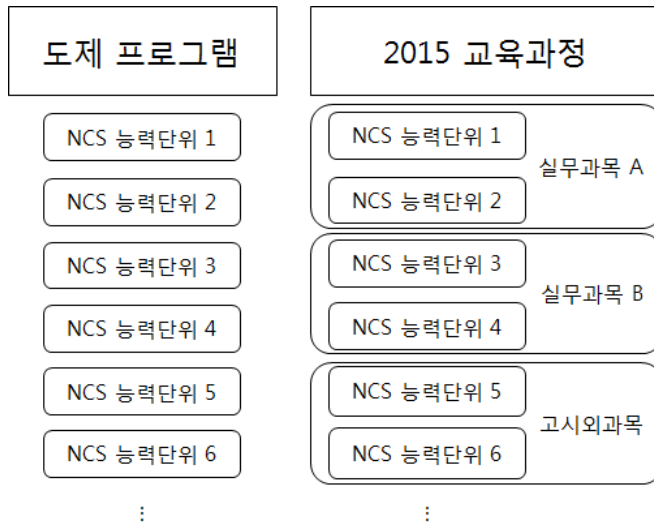 도제 프로그램
NCS 능력단위 1
NCS 능력단위 2
NCS 능력단위 3
NCS 능력단위 4
NCS 능력단위 5
NCS 능력단위 6
⋮
2015 교육과정
NCS 능력단위 1
NCS 능력단위 2
실무과목 A
NCS 능력단위 3
NCS 능력단위 4
실무과목 B
NCS 능력단위 5
NCS 능력단위 6
고시외과목
⋮